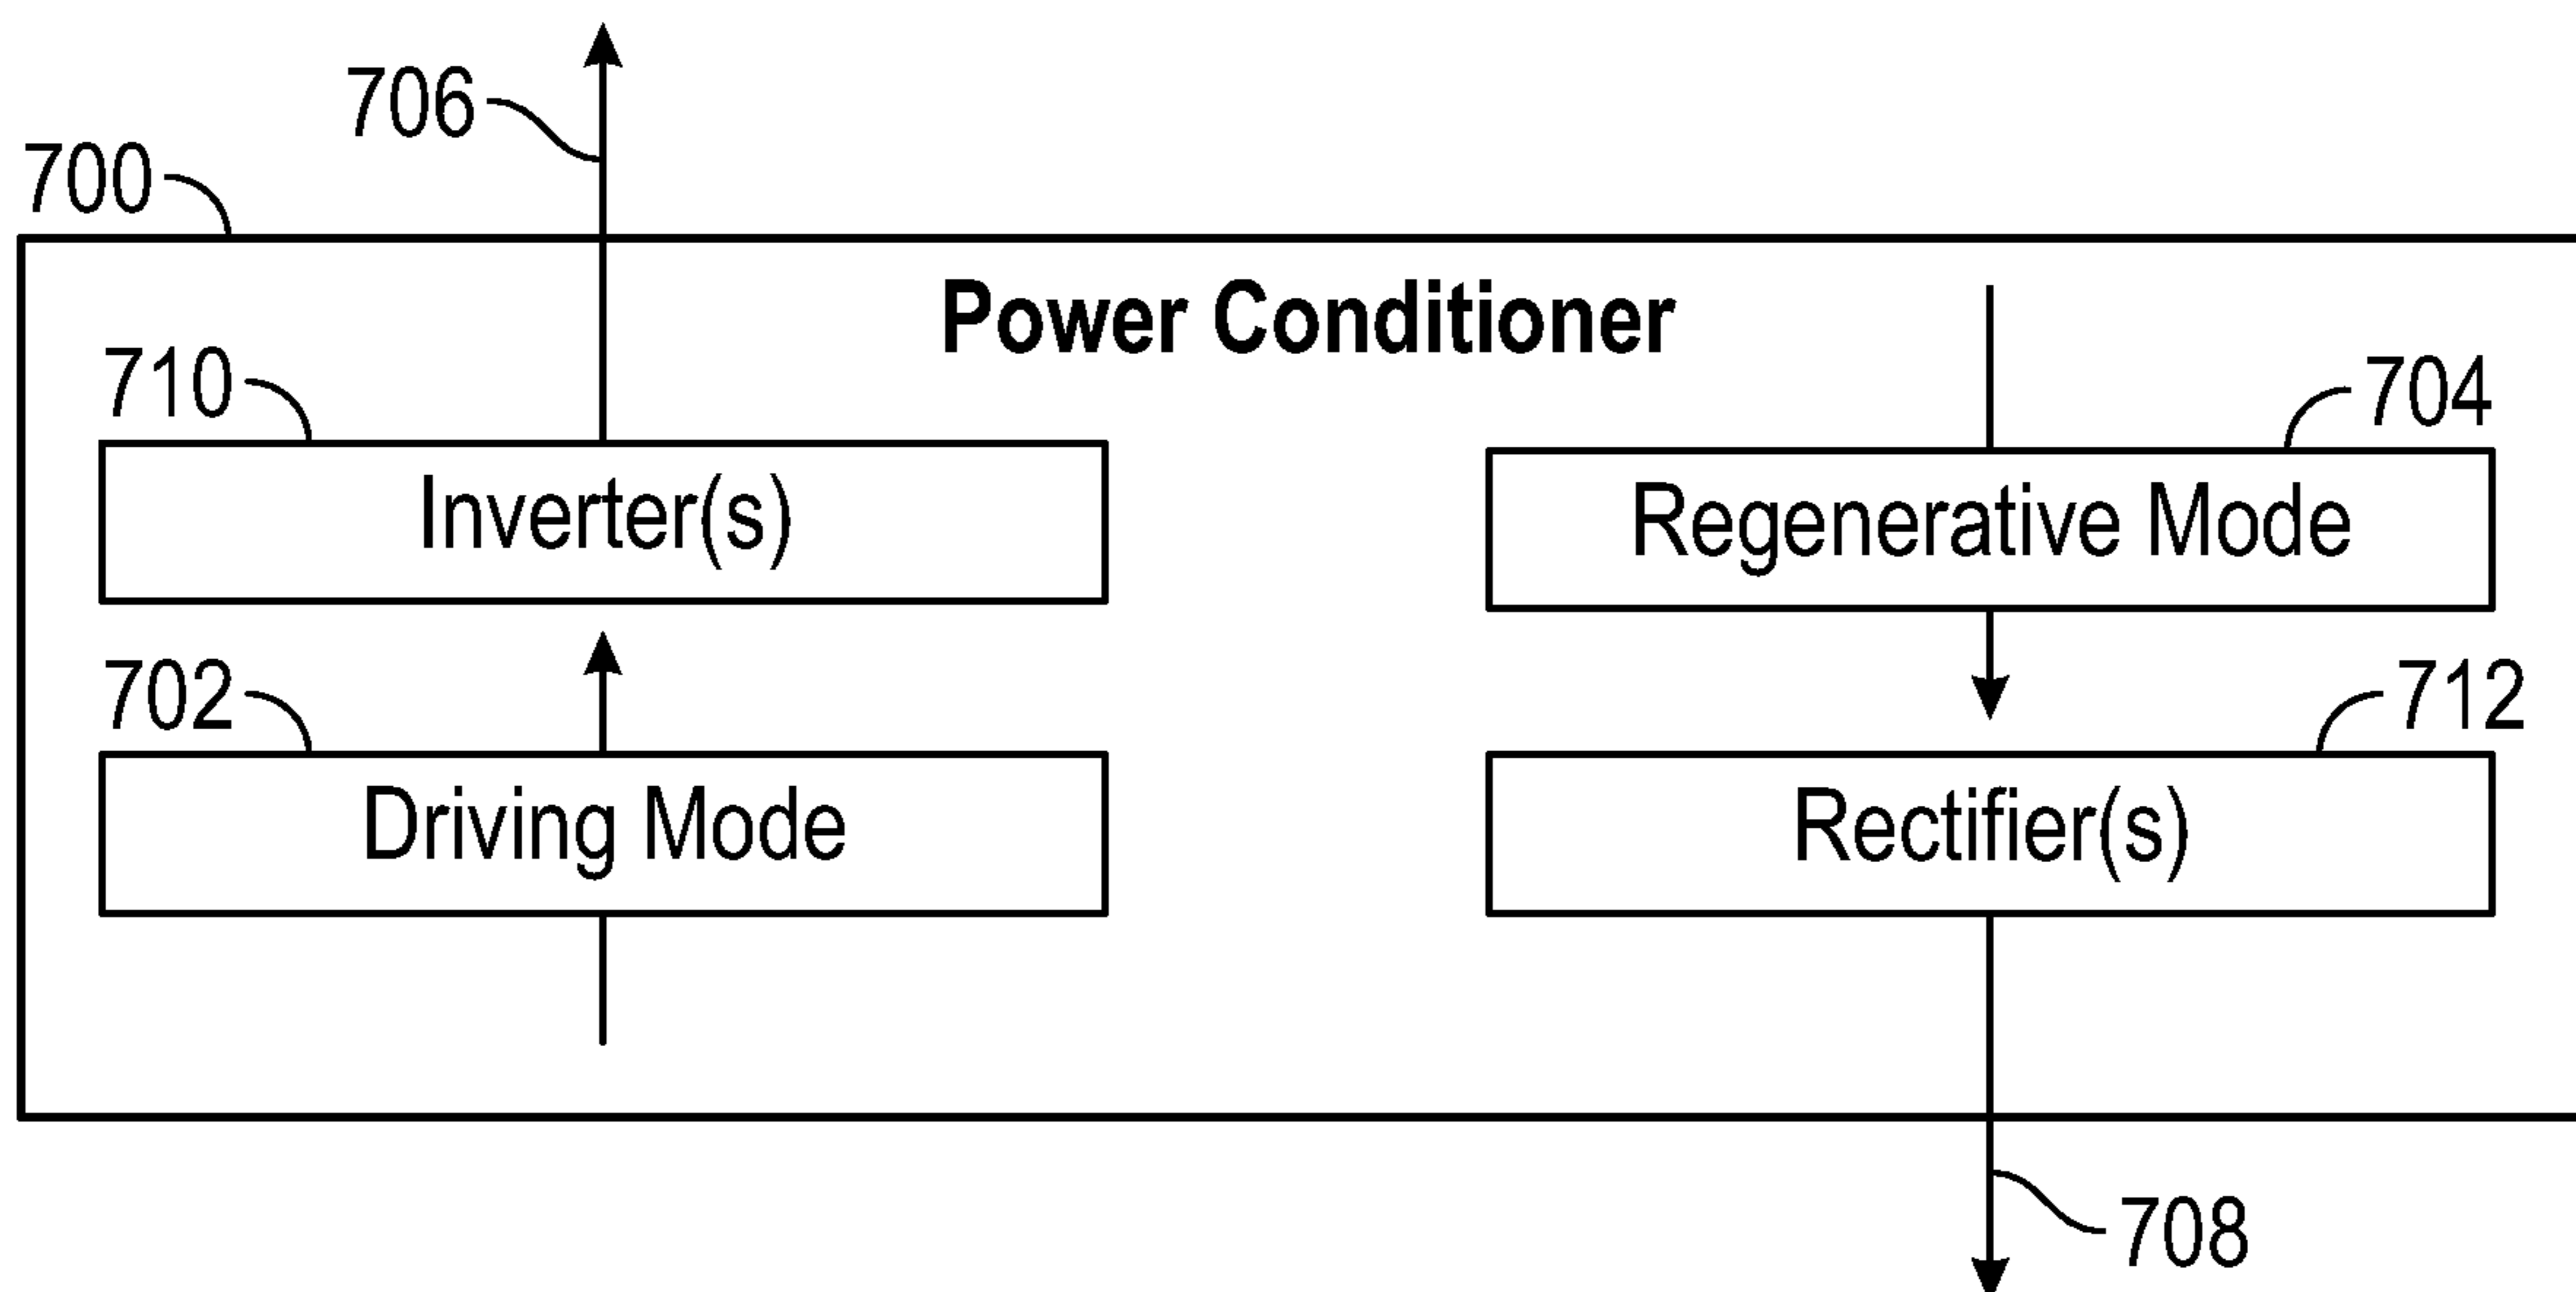 706
700
Power Conditioner
710
704
Inverter(s)
Regenerative Mode
702
712
Driving Mode
Rectifier(s)
708